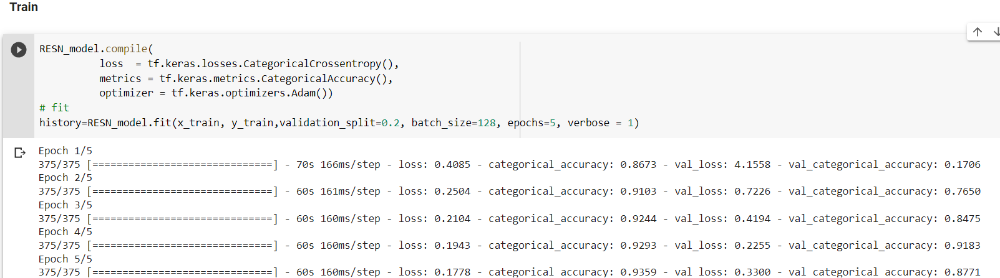 Train
RESN_model.compile(
loss  = tf.keras.losses.CategoricalCrossentropy(),
metrics = tf.keras.metrics.CategoricalAccuracy(),
optimizer = tf.keras.optimizers.Adam())
# fit
history=RESN_model.fit(x_train, y_train,validation_split=0.2, batch_size=128, epochs=5, verbose = 1)
Epoch 1/5
375/375 [==============================] - 70s 166ms/step - loss: 0.4085 - categorical_accuracy: 0.8673 - val_loss: 4.1558 - val_categorical_accuracy: 0.1706
Epoch 2/5
375/375 [==============================] - 60s 161ms/step - loss: 0.2504 - categorical_accuracy: 0.9103 - val_loss: 0.7226 - val_categorical_accuracy: 0.7650
Epoch 3/5
375/375 [==============================] - 60s 160ms/step - loss: 0.2104 - categorical_accuracy: 0.9244 - val_loss: 0.4194 - val_categorical_accuracy: 0.8475
Epoch 4/5
375/375 [==============================] - 60s 160ms/step - loss: 0.1943 - categorical_accuracy: 0.9293 - val_loss: 0.2255 - val_categorical_accuracy: 0.9183
Epoch 5/5
375/375 [==============================] - 60s 160ms/step - loss: 0.1778 - categorical_accuracy: 0.9359 - val_loss: 0.3300 - val_categorical_accuracy: 0.8771